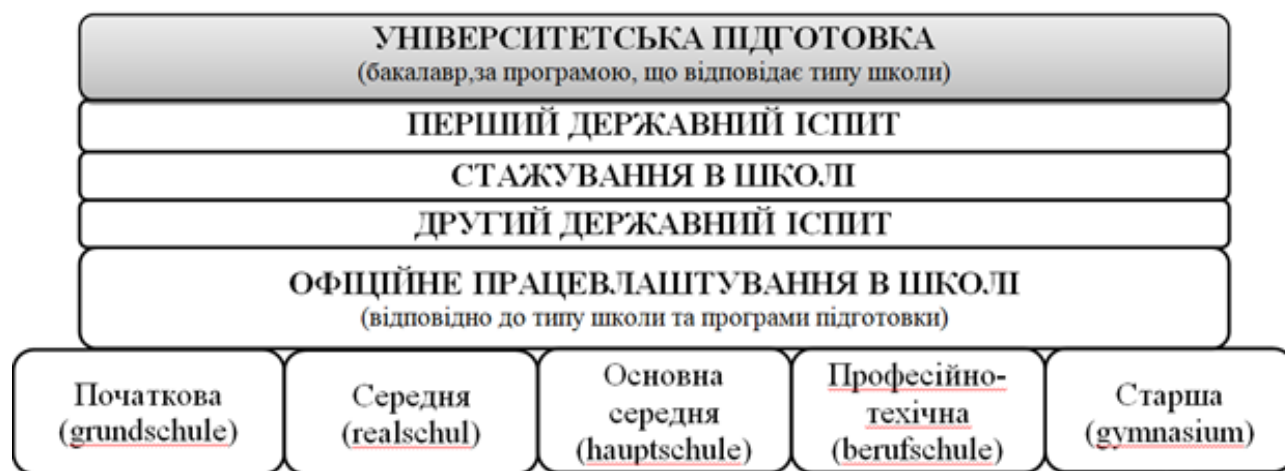 УНІВЕРСИТЕТСЬКА ПІДГОТОВКА
(бакалавр,за програмою, що відповідає типу школи)
ПЕРШИЙ ДЕРЖАВНИЙ ІСПИТ
СТАЖУВАННЯ В ШКОЛІ
ДРУГИЙ ДЕРЖАВНИЙ ІСПИТ
ОФІЦІЙНЕ ПРАЦЕВЛАШТУВАННЯ В ШКОЛІ
(відповідно до типу школи та програми підготовки)
Початкова
(grundschule)
Середня
(realschul)
Основна
середня
(hauptschule)
Професійно-
техічна
(berufschule)
Старша
(gymnasium)